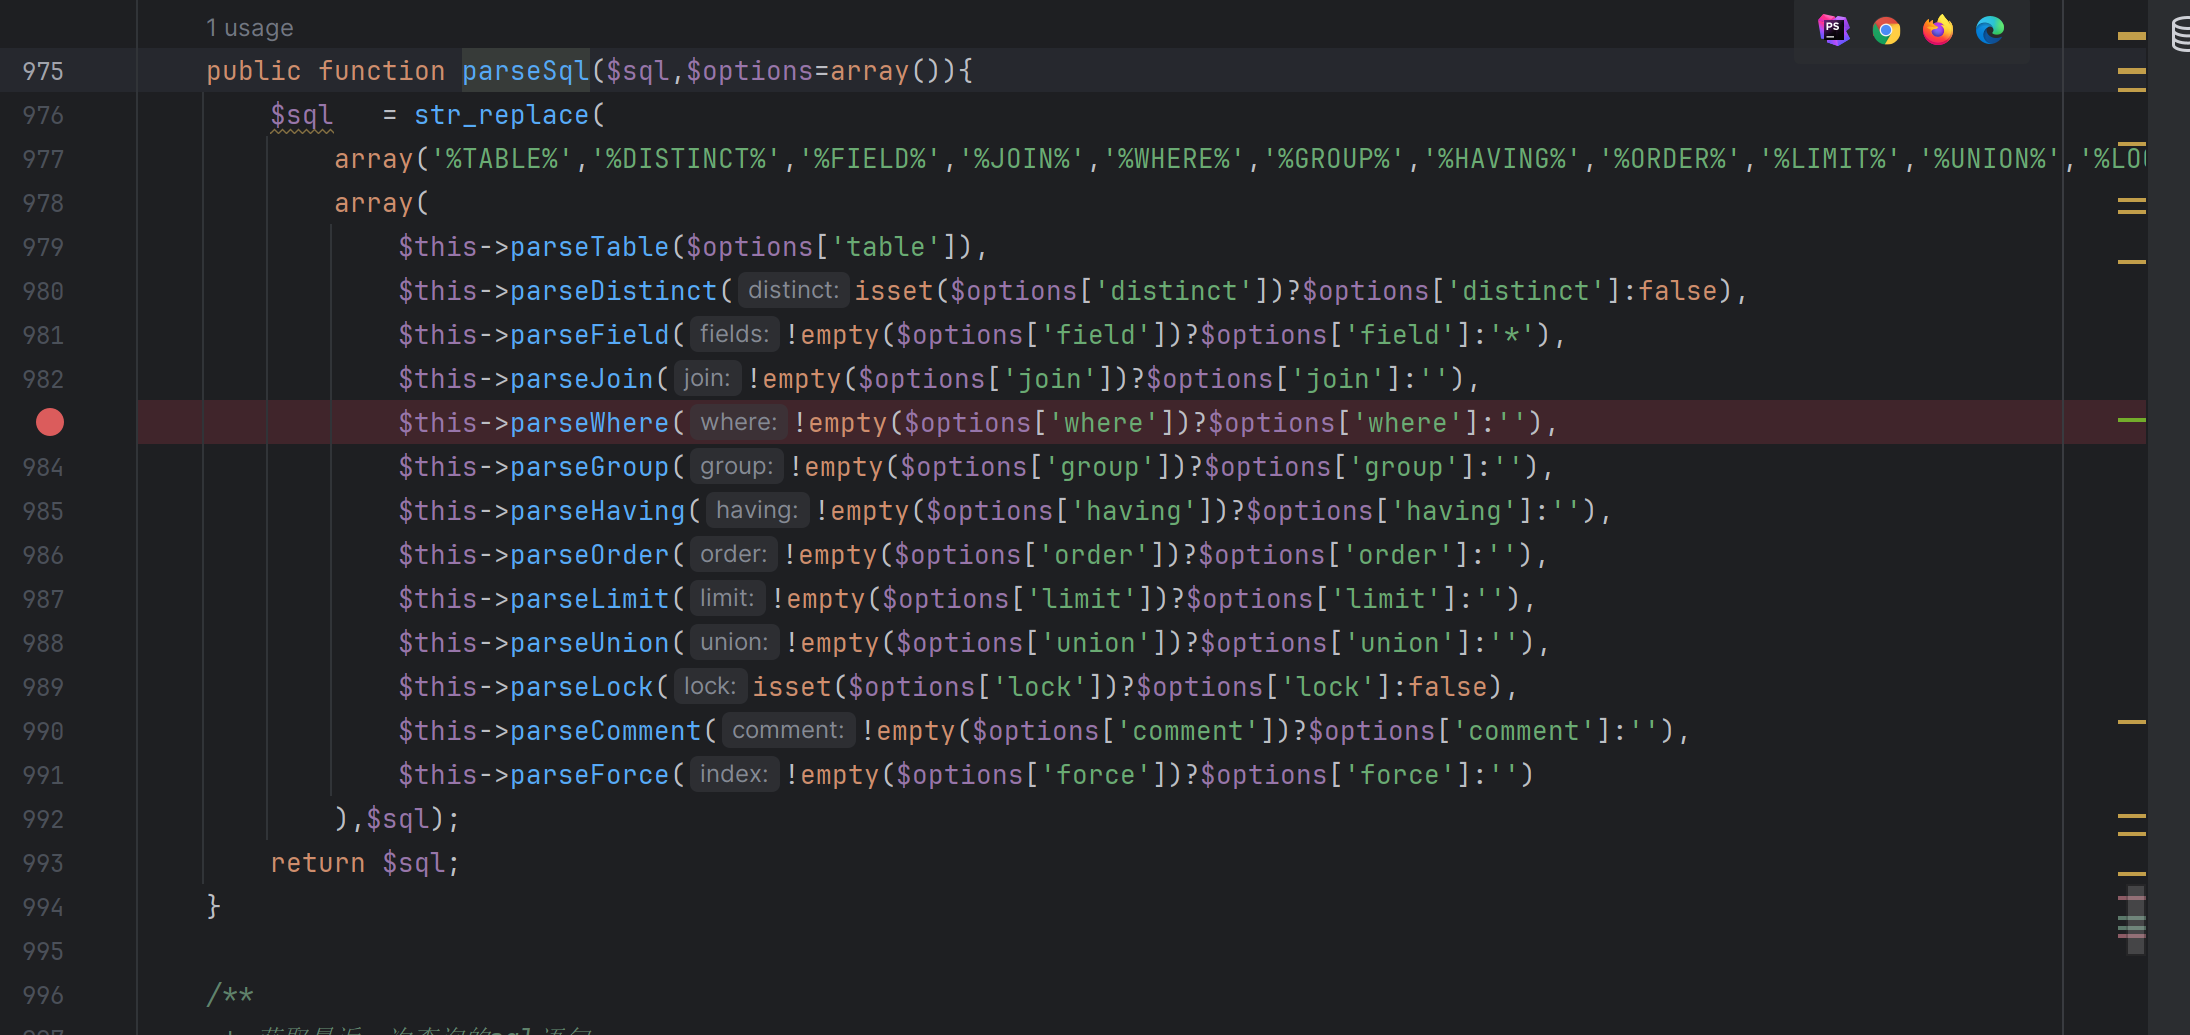 1 usage
975 public function parseSql($sql,$options=array()){
976 $sql   = str_replace(
977 array('%TABLE%','%DISTINCT%','%FIELD%','%JOIN%','%WHERE%','%GROUP%','%HAVING%','%ORDER%','%LIMIT%','%UNION%','%LO
978 array(
979 $this->parseTable($options['table']),
980 $this->parseDistinct( distinct: isset($options['distinct'])?$options['distinct']:false),
981 $this->parseField( fields: !empty($options['field'])?$options['field']:'*'),
982 $this->parseJoin( join: !empty($options['join'])?$options['join']:''),
$this->parseWhere( where: !empty($options['where'])?$options['where']:''),
984 $this->parseGroup( group: !empty($options['group'])?$options['group']:''),
985 $this->parseHaving( having: !empty($options['having'])?$options['having']:''),
986 $this->parseOrder( order: !empty($options['order'])?$options['order']:''),
987 $this->parseLimit( limit: !empty($options['limit'])?$options['limit']:''),
988 $this->parseUnion( union: !empty($options['union'])?$options['union']:''),
989 $this->parseLock( lock: isset($options['lock'])?$options['lock']:false),
990 $this->parseComment( comment: !empty($options['comment'])?$options['comment']:''),
991 $this->parseForce( index: !empty($options['force'])?$options['force']:'')
992 ),$sql);
993 return $sql;
994 }
995
996 /**
PS